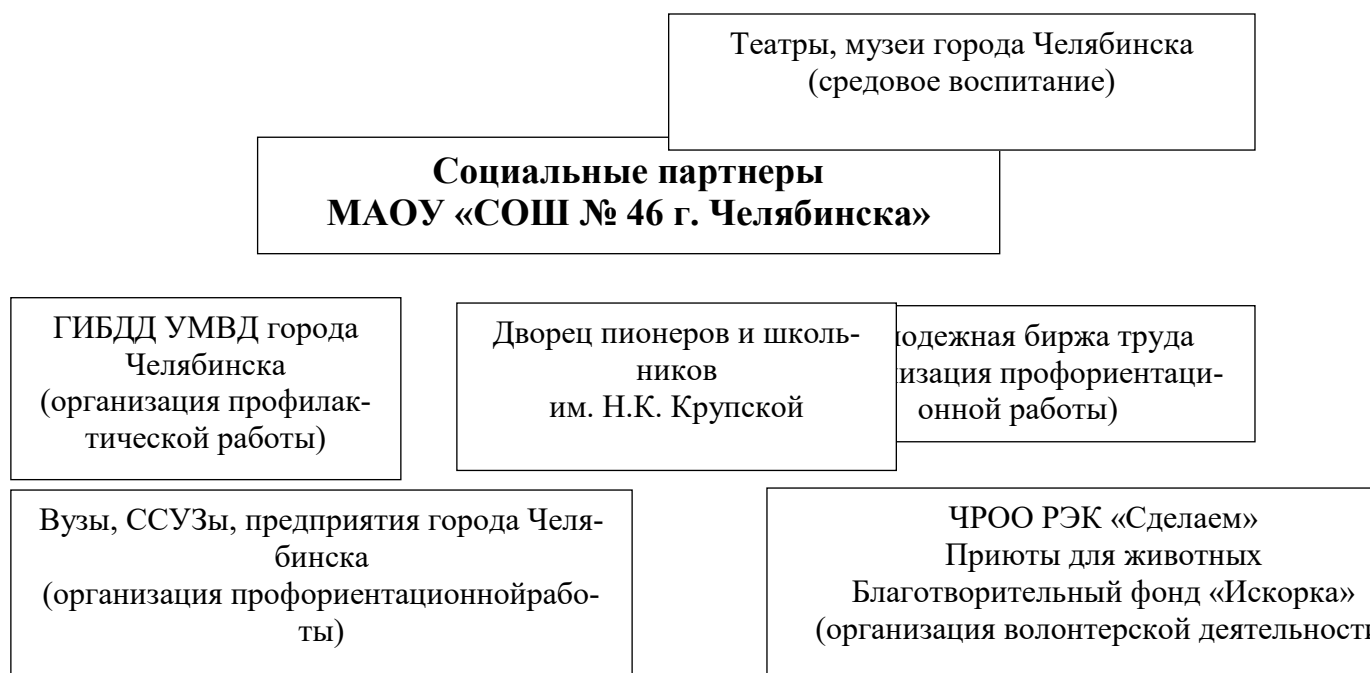 Театры, музеи города Челябинска
(средовое воспитание)
Социальные партнеры
МАОУ «СОШ № 46 г. Челябинска»
ГИБДД УМВД города
Челябинска
(организация профилак-
тической работы)
Дворец пионеров и школь-
ников
им. Н.К. Крупской
одежная биржа труда
изация профориентаци-
онной работы)
Вузы, ССУЗы, предприятия города Челя-
бинска
(организация профориентационнойрабо-
ты)
ЧРОО РЭК «Сделаем»
Приюты для животных
Благотворительный фонд «Искорка»
(организация волонтерской деятельност